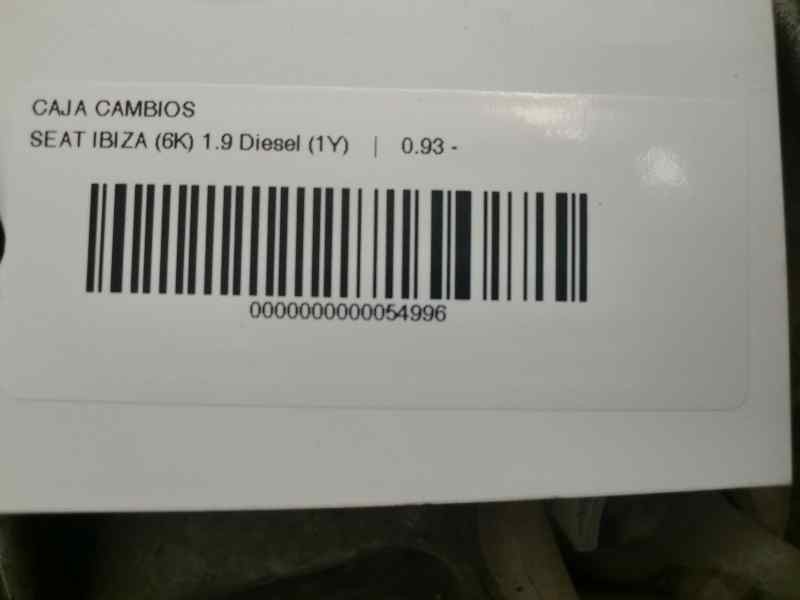 CAJA CAMBIOS
SEAT IBIZA (6K) 1.9 Diesel (1Y) | 0.93 -
0000000000054996